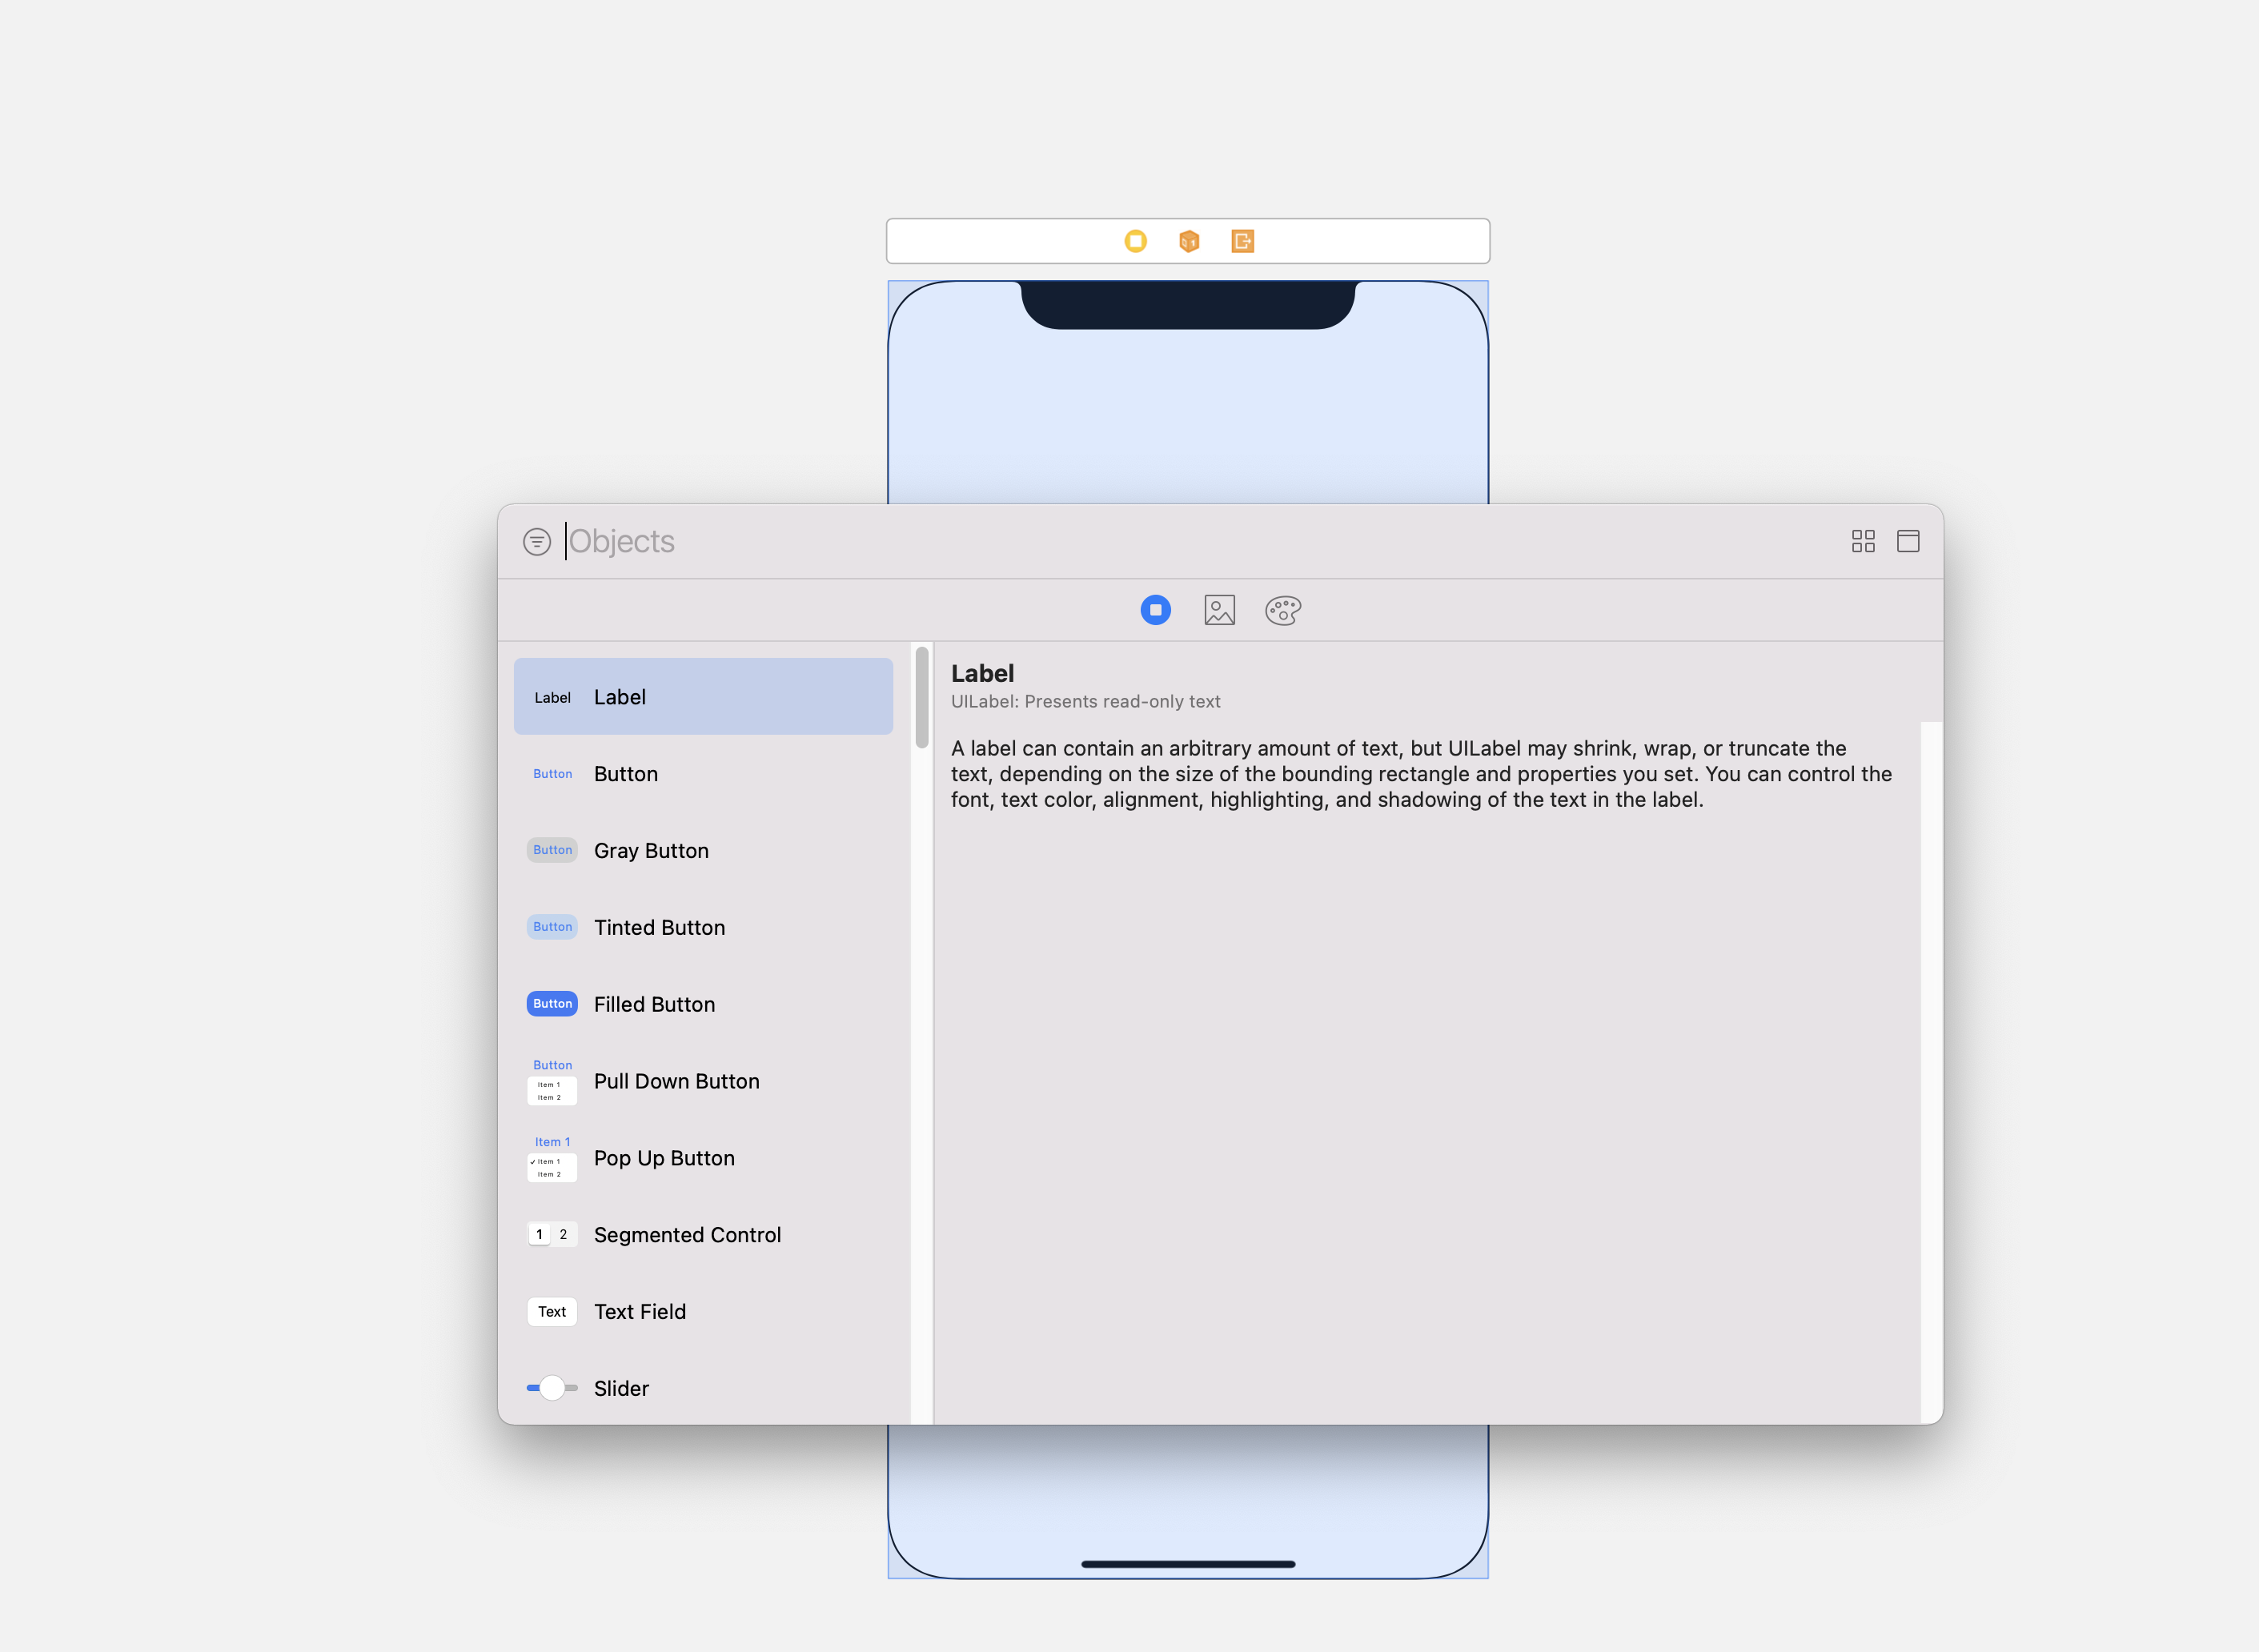 Objects
Label
UILabel: Presents read-only text
A label can contain an arbitrary amount of text, but UILabel may shrink, wrap, or truncate the
text, depending on the size of the bounding rectangle and properties you set. You can control the
font, text color, alignment, highlighting, and shadowing of the text in the label.
Label Label
Button Button
Button Gray Button
Button Tinted Button
Button Filled Button
Button
Item 1
Item 2
Pull Down Button
Item 1
✓ Item 1
Item 2
Pop Up Button
1 2 Segmented Control
Text Text Field
Slider